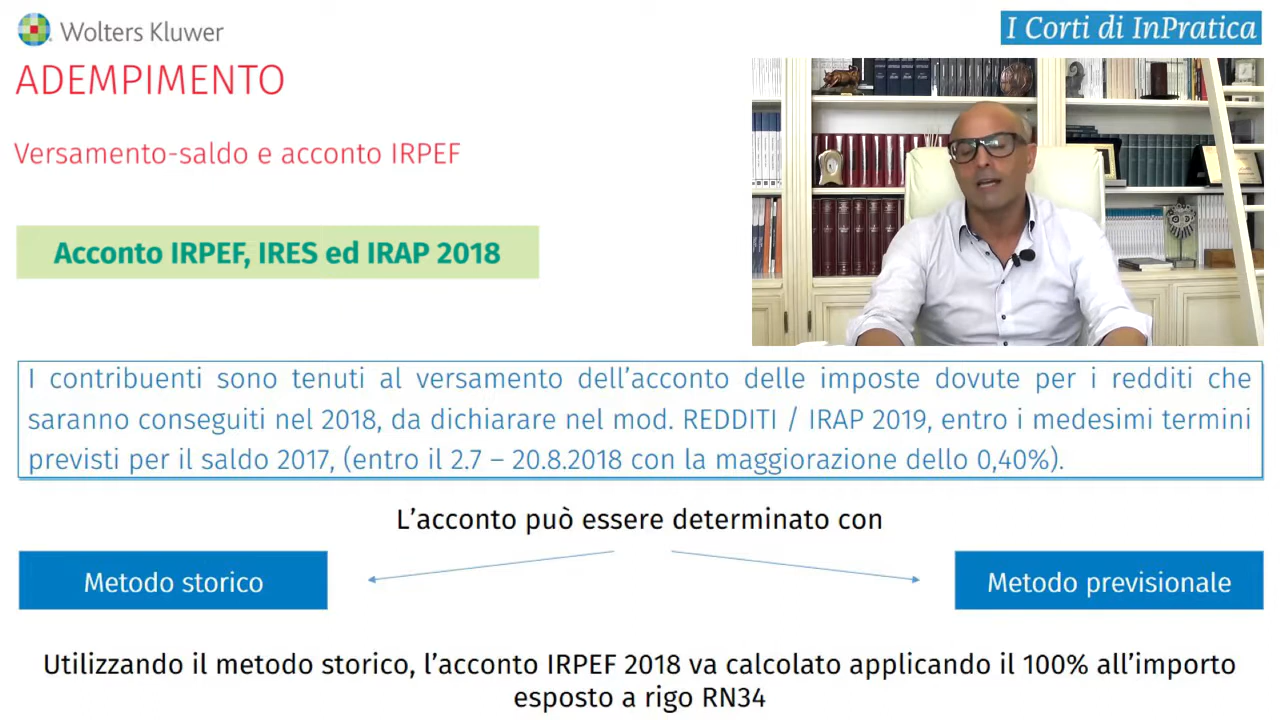 Wolters Kluwer
I Corti di InPratica
ADEMPIMENTO
Versamento-saldo e acconto IRPEF
Acconto IRPEF, IRES ed IRAP 2018
I contribuenti sono tenuti al versamento dell’acconto delle imposte dovute per i redditi che
saranno conseguiti nel 2018, da dichiarare nel mod. REDDITI / IRAP 2019, entro i medesimi termini
previsti per il saldo 2017, (entro il 2.7 – 20.8.2018 con la maggiorazione dello 0,40%).
L’acconto può essere determinato con
Metodo storico
Metodo previsionale
Utilizzando il metodo storico, l’acconto IRPEF 2018 va calcolato applicando il 100% all’importo
esposto a rigo RN34